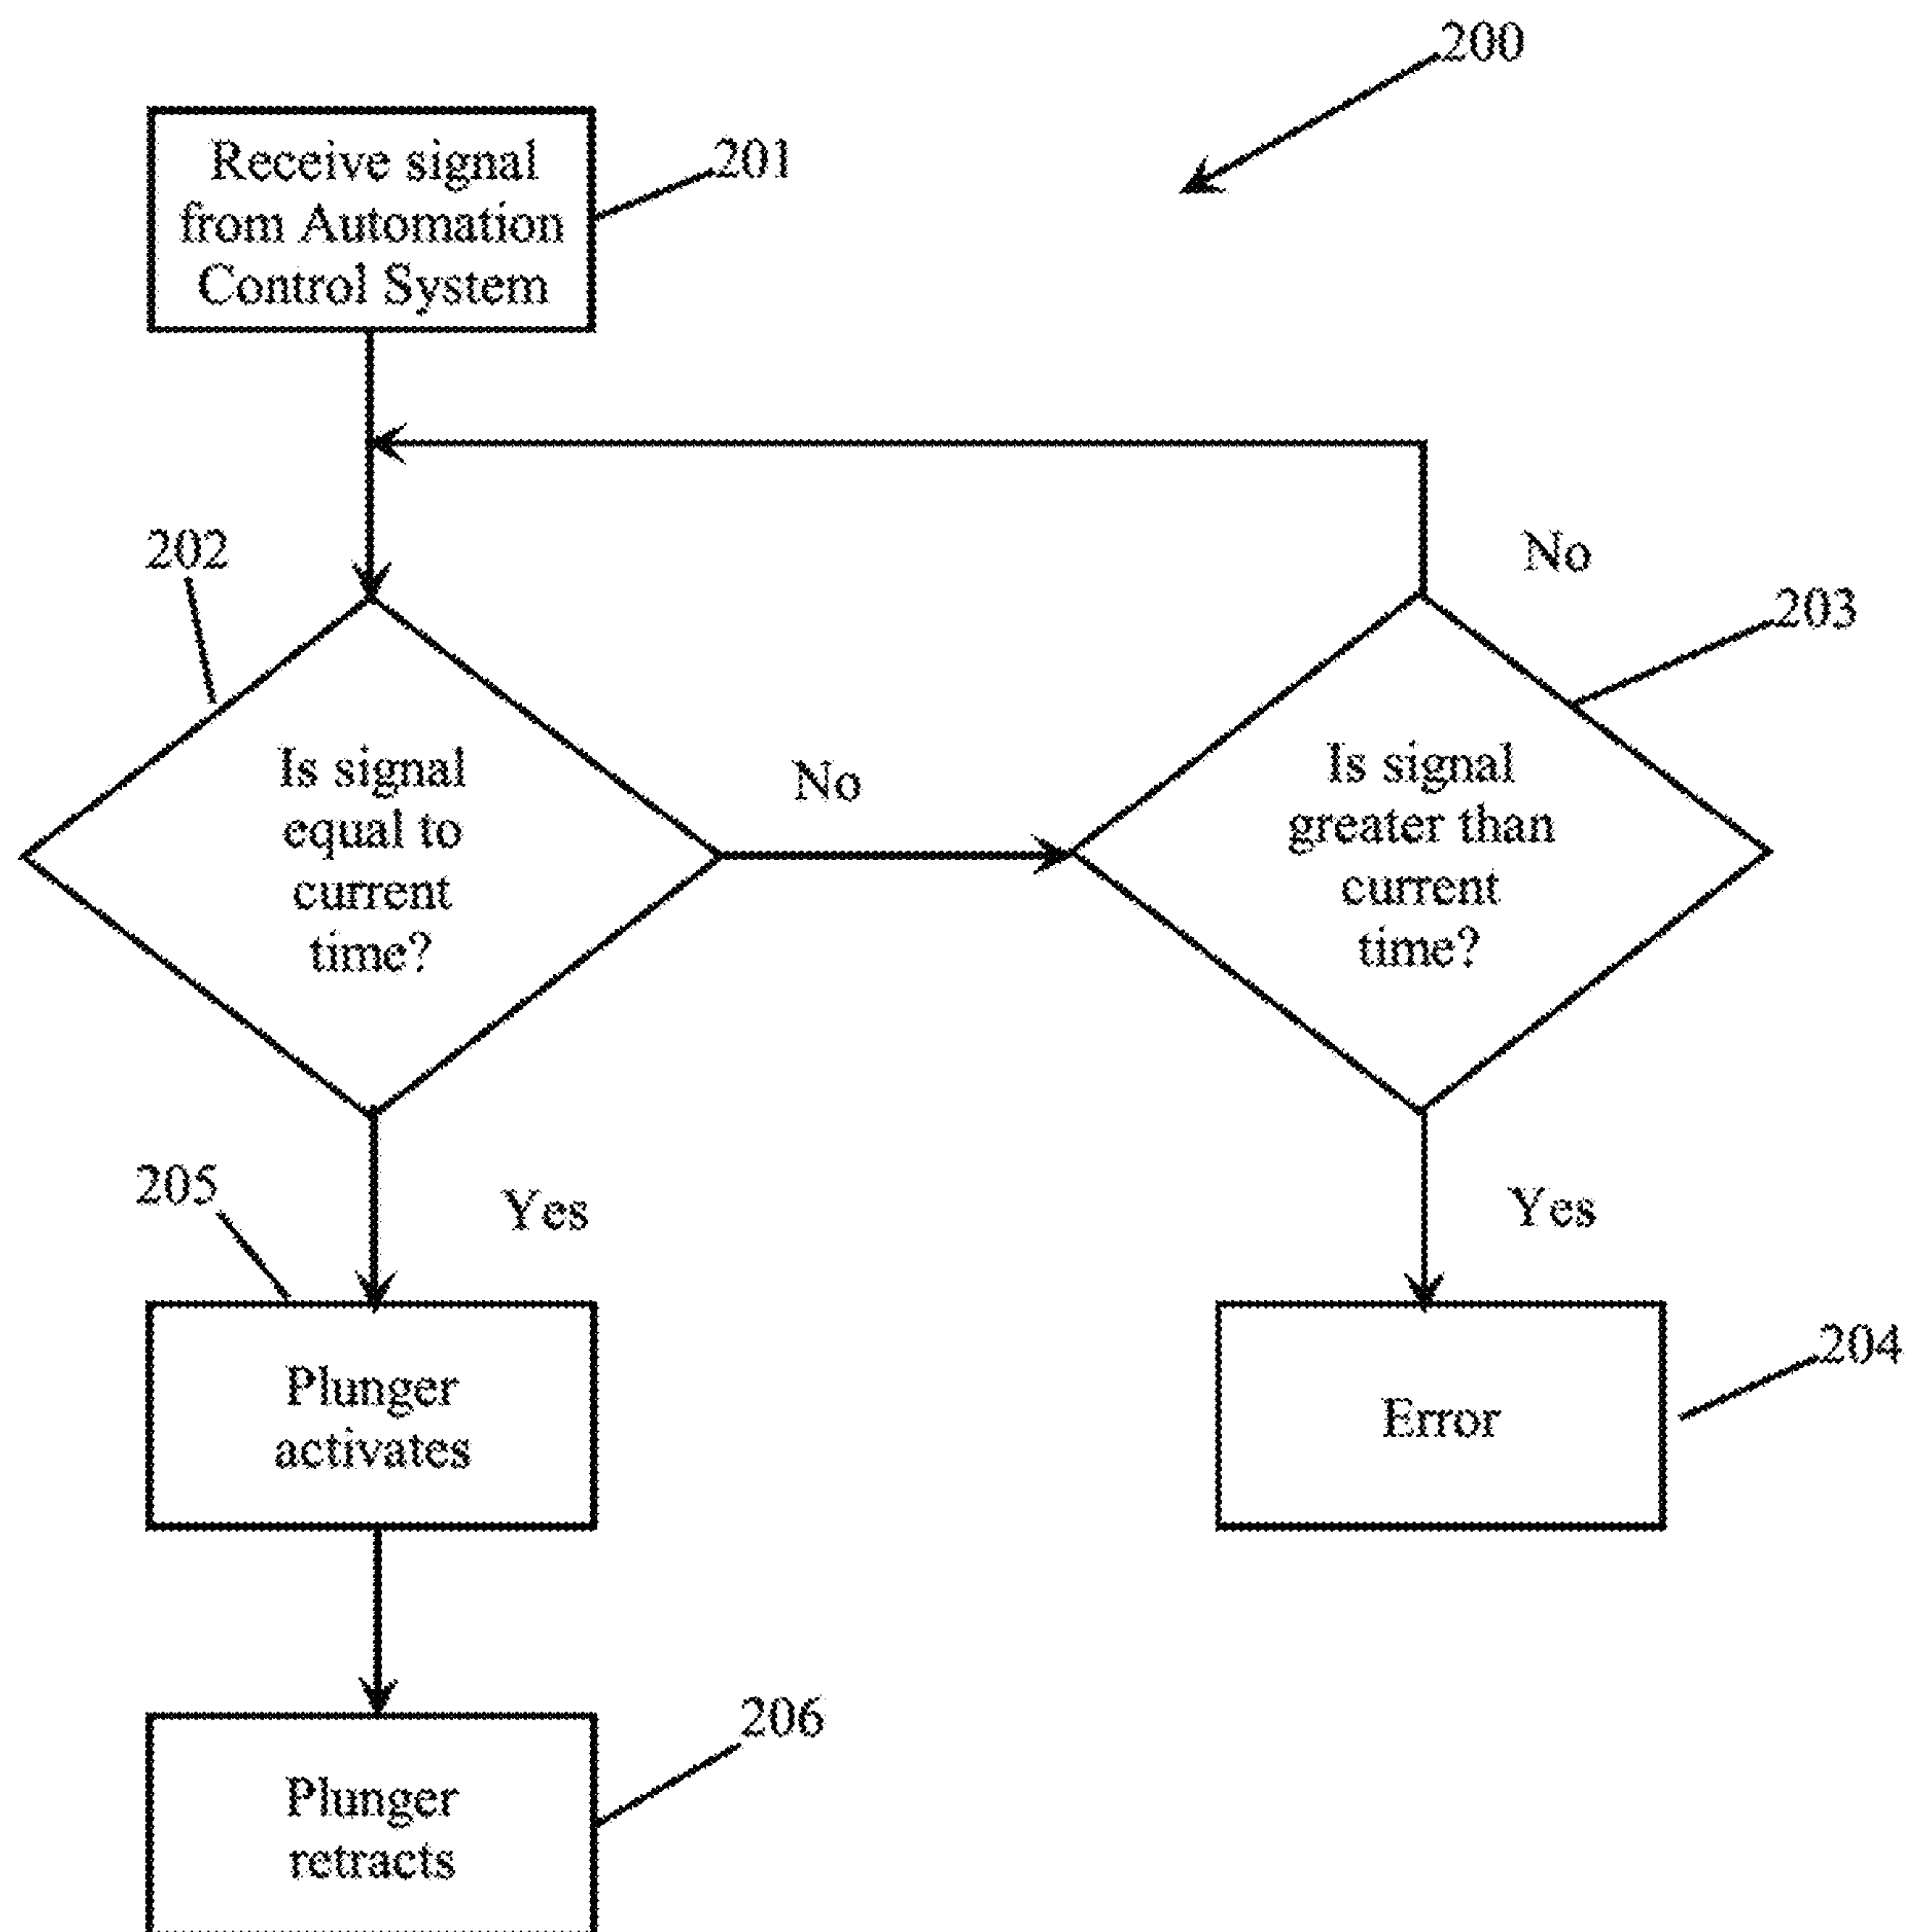 200
Receive signal
from Automation
Control System
201
202
No
203
Is signal
equal to
current
time?
No
Is signal
greater than
current
time?
205
Yes
Yes
Plunger
activates
Error
204
206
Plunger
retracts